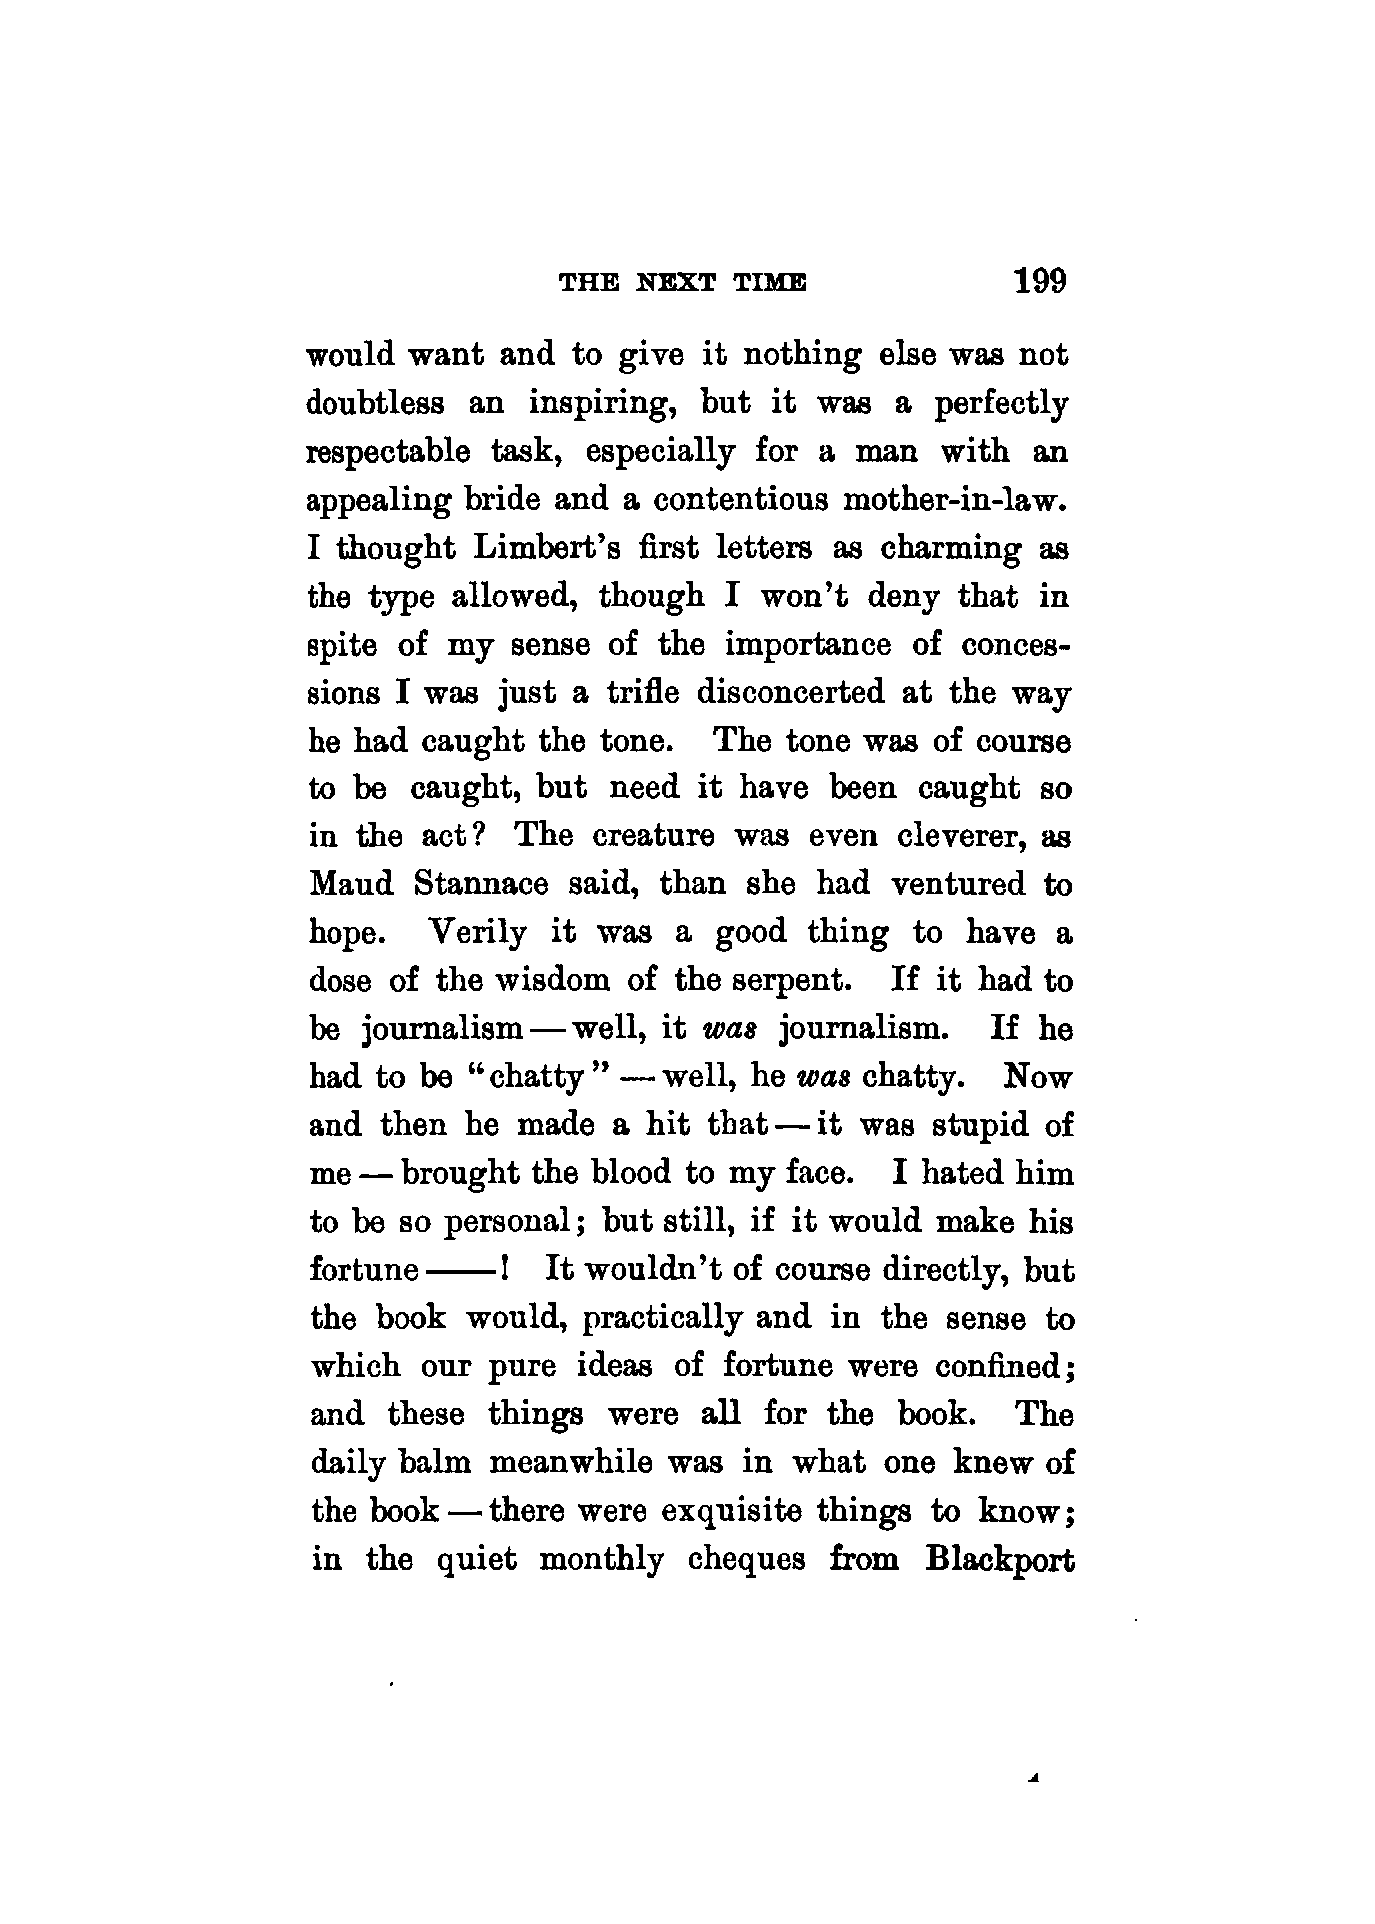 THE NEXT TIME 199
would want and to give it nothing else was not
doubtless an inspiring, but it was a perfectly
respectable task, especially for a man with an
appealing bride and a contentious mother-in-law.
I thought Limbert's first letters as charming as
the type allowed, though I won't deny that in
spite of my sense of the importance of conces-
sions I was just a trifle disconcerted at the way
he had caught the tone. The tone was of course
to be caught, but need it have been caught so
in the act? The creature was even cleverer, as
Maud Stannace said, than she had ventured to
hope. Verily it was a good thing to have a
dose of the wisdom of the serpent. If it had to
be journalism—well, it was journalism. If he
had to be "chatty"—well, he was chatty. Now
and then he made a hit that—it was stupid of
me—brought the blood to my face. I hated him
to be so personal; but still, if it would make his
fortune——! It wouldn't of course directly, but
the book would, practically and in the sense to
which our pure ideas of fortune were confined;
and these things were all for the book. The
daily balm meanwhile was in what one knew of
the book—there were exquisite things to know;
in the quiet monthly cheques from Blackport